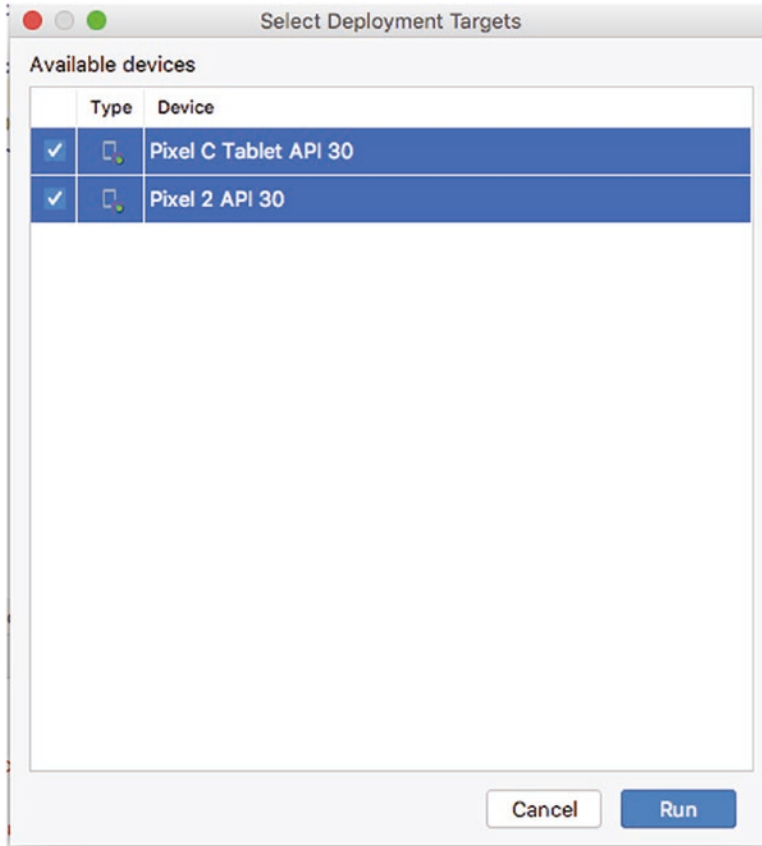 Select Deployment Targets
Available devices
Type Device
Pixel C Tablet API 30
Pixel 2 API 30
Cancel Run